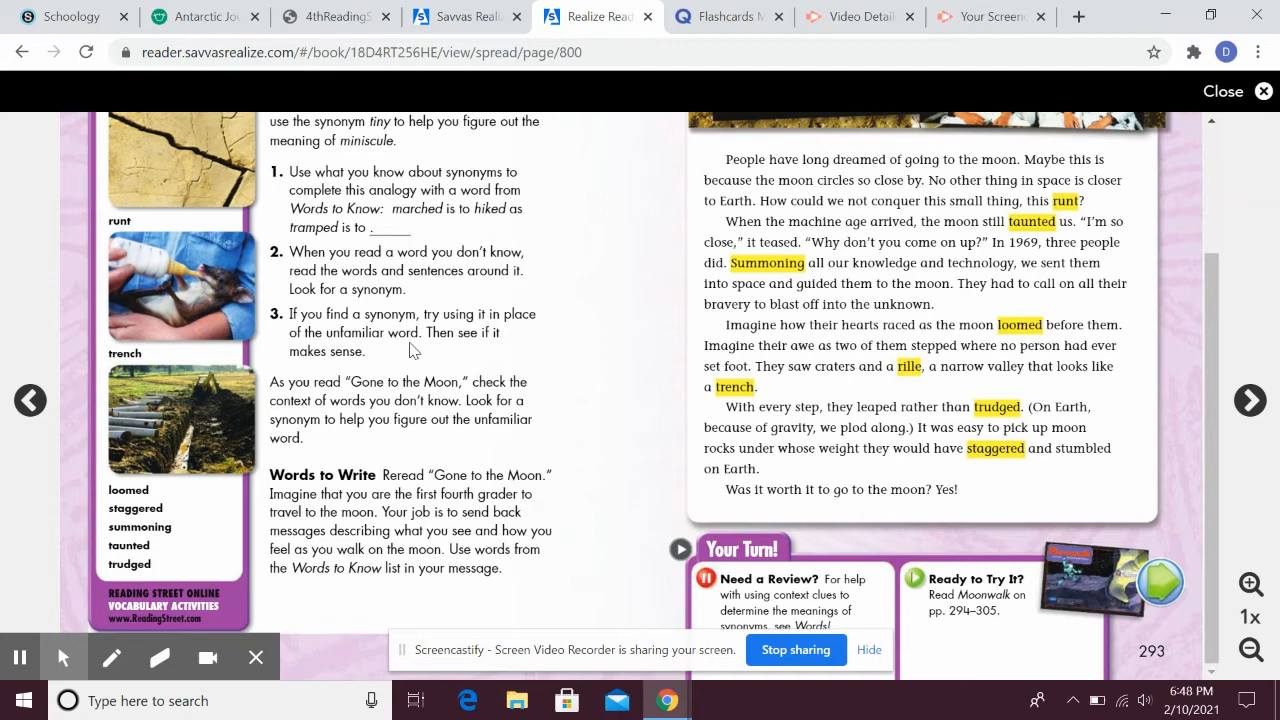 Schoology
Antarctic Jou
4thReadingS
Savvas Reali
Realize Read
Flashcards M
Video Detail
Your Screen
reader.savvasrealize.com/#/book/18D4RT256HE/view/spread/page/800
D
Close
use the synonym tiny to help you figure out the
meaning of miniscule.
1. Use what you know about synonyms to
complete this analogy with a word from
Words to Know: marched is to hiked as
tramped is to .
2. When you read a word you don't know,
read the words and sentences around it.
Look for a synonym.
3. If you find a synonym, try using it in place
of the unfamiliar word. Then see if it
makes sense.
As you read "Gone to the Moon," check the
context of words you don't know. Look for a
synonym to help you figure out the unfamiliar
word.
Words to Write Reread "Gone to the Moon."
Imagine that you are the first fourth grader to
travel to the moon. Your job is to send back
messages describing what you see and how you
feel as you walk on the moon. Use words from
the Words to Know list in your message.
runt
trench
loomed
staggered
summoning
taunted
trudged
READING STREET ONLINE
VOCABULARY ACTIVITIES
www.ReadingStreet.com
People have long dreamed of going to the moon. Maybe this is
because the moon circles so close by. No other thing in space is closer
to Earth. How could we not conquer this small thing, this runt?
When the machine age arrived, the moon still taunted us. "I'm so
close," it teased. "Why don't you come on up?" In 1969, three people
did. Summoning all our knowledge and technology, we sent them
into space and guided them to the moon. They had to call on all their
bravery to blast off into the unknown.
Imagine how their hearts raced as the moon loomed before them.
Imagine their awe as two of them stepped where no person had ever
set foot. They saw craters and a rille, a narrow valley that looks like
a trench.
With every step, they leaped rather than trudged. (On Earth,
because of gravity, we plod along.) It was easy to pick up moon
rocks under whose weight they would have staggered and stumbled
on Earth.
Was it worth it to go to the moon? Yes!
Your Turn!
Need a Review? For help
with using context clues to
determine the meanings of
synonyms, see Words!
Ready to Try It?
Read Moonwalk on
pp. 294–305.
293
1x
Screencastify - Screen Video Recorder is sharing your screen.
Stop sharing
Hide
Type here to search
6:48 PM
2/10/2021